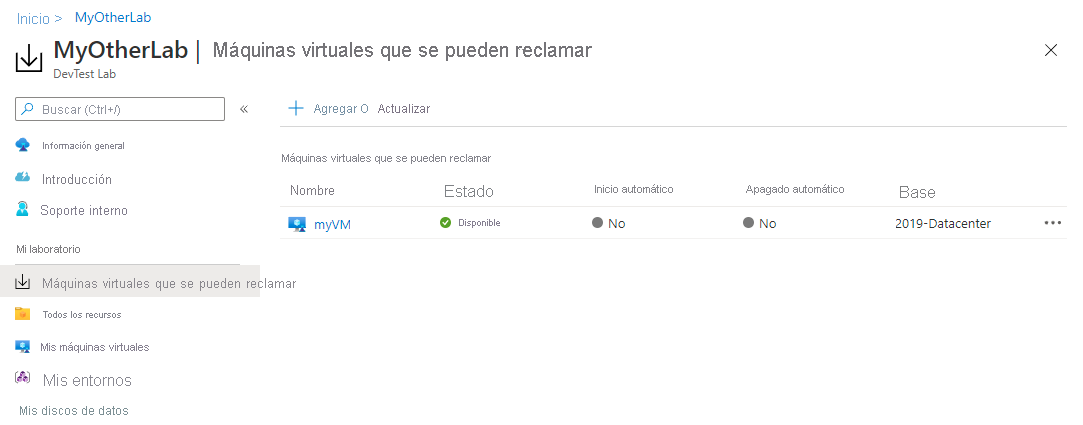 Inicio > MyOtherLab
MyOtherLab | Máquinas virtuales que se pueden reclamar
DevTest Lab
Buscar (Ctrl+/)
«
Agregar O Actualizar
Información general
Introducción
Soporte interno
Mi laboratorio
Máquinas virtuales que se pueden reclamar
Todos los recursos
Mis máquinas virtuales
Mis entornos
Mis discos de datos
Máquinas virtuales que se pueden reclamar
Nombre Estado Inicio automático Apagado automático Base
myVM Disponible No No 2019-Datacenter